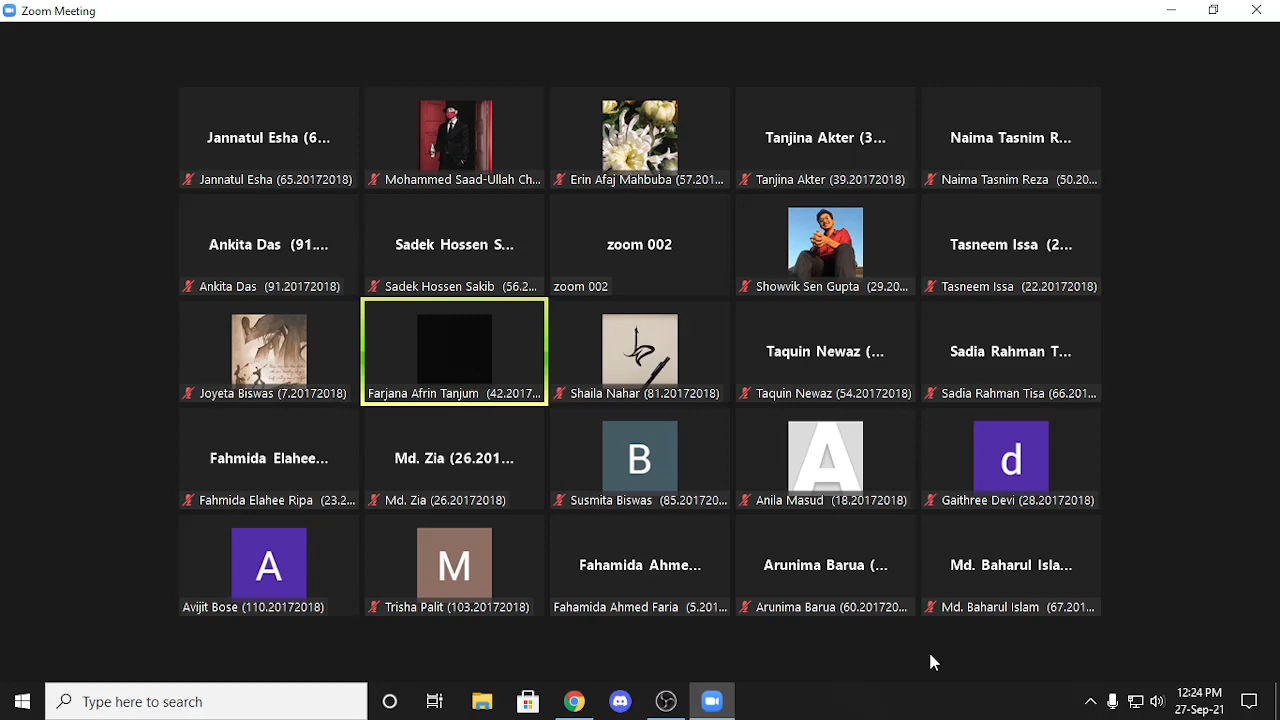 Zoom Meeting
Jannatul Esha (6...
Jannatul Esha (65.20172018)
Mohammed Saad-Ullah Ch...
Erin Afaj Mahbuba (57.201...
Tanjina Akter (3...
Tanjina Akter (39.20172018)
Naima Tasnim R...
Naima Tasnim Reza (50.20...
Ankita Das (91....
Ankita Das (91.20172018)
Sadek Hossen S...
Sadek Hossen Sakib (56.2...
zoom 002
zoom 002
Showvik Sen Gupta (29.20...
Tasneem Issa (2...
Tasneem Issa (22.20172018)
Joyeta Biswas (7.20172018)
Farjana Afrin Tanjum (42.2017...
Shaila Nahar (81.20172018)
Taquin Newaz (...
Taquin Newaz (54.20172018)
Sadia Rahman T...
Sadia Rahman Tisa (66.201...
Fahmida Elahee...
Fahmida Elahee Ripa (23.2...
Md. Zia (26.201...
Md. Zia (26.20172018)
B
Susmita Biswas (85.201720...
A
Anila Masud (18.20172018)
d
Gaithree Devi (28.20172018)
A
Avijit Bose (110.20172018)
M
Trisha Palit (103.20172018)
Fahamida Ahme...
Fahamida Ahmed Faria (5.201...
Arunima Barua (...
Arunima Barua (60.201720...
Md. Baharul Isla...
Md. Baharul Islam (67.201...
Type here to search
12:24 PM
27-Sep-21